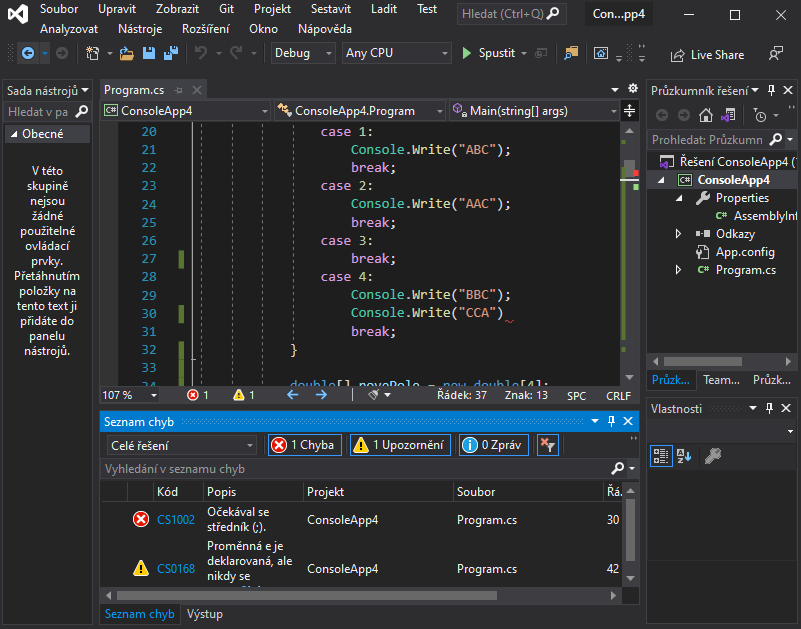 Soubor Upravit Zobrazit Git Projekt Sestavit Ladit Test
Hledat (Ctrl+Q)
Con...pp4
Analyzovat Nástroje Rozšíření Okno Nápověda
Debug Any CPU Spustit Live Share
Sada nástrojů
Hledat v pa
Obecné
V této
skupině
nejsou
žádné
použitelné
ovládací
prvky.
Přetáhnutím
položky na
tento text ji
přidáte do
panelu
nástrojů.
Program.cs
ConsoleApp4 ConsoleApp4.Program Main(string[] args)
20 case 1:
21 Console.Write("ABC");
22 break;
23 case 2:
24 Console.Write("AAC");
25 break;
26 case 3:
27 break;
28 case 4:
29 Console.Write("BBC");
30 Console.Write("CCA")
31 break;
32 }
33
34 double[] novePole = new double[4];
107 % 1 1 Řádek: 37 Znak: 13 SPC CRLF
Seznam chyb
Celé řešení 1 Chyba 1 Upozornění 0 Zpráv
Vyhledávání v seznamu chyb
Kód Popis Projekt Soubor Řá.
CS1002 Očekával se
středník (;). ConsoleApp4 Program.cs 30
CS0168 Proměnná e je
deklarovaná, ale
nikdy se ConsoleApp4 Program.cs 42
Seznam chyb Výstup
Průzkumník řešení
Prohledat: Průzkumn
Řešení ConsoleApp4 (
ConsoleApp4
Properties
AssemblyInf
Odkazy
App.config
Program.cs
Průzk... Team... Průzk...
Vlastnosti